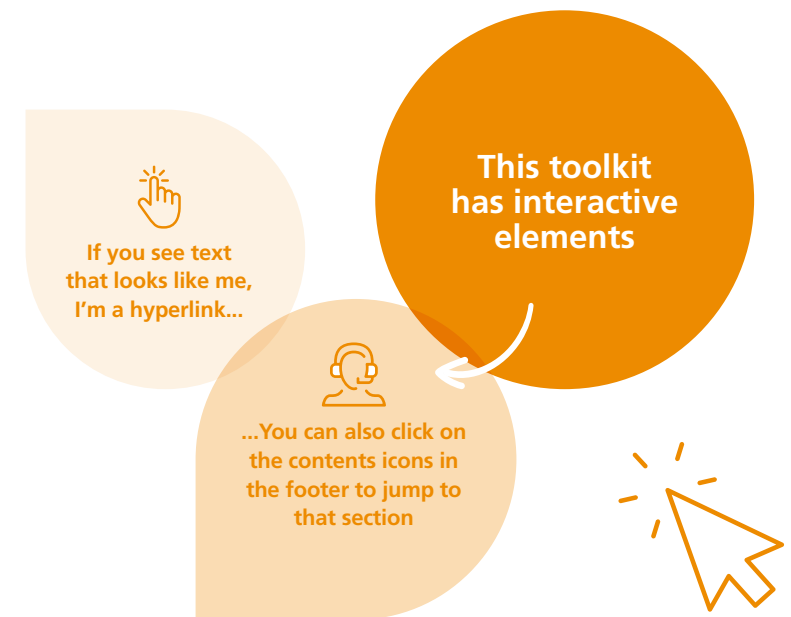 This toolkit
has interactive
elements
If you see text
that looks like me,
I'm a hyperlink...
...You can also click on
the contents icons in
the footer to jump to
that section